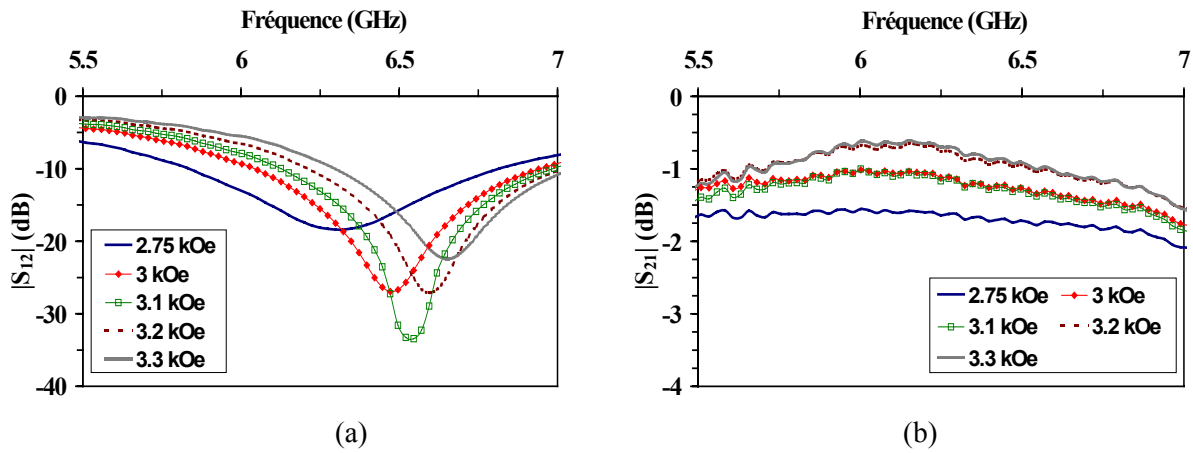 Fréquence (GHz)
5.5 6 6.5 7
0
-10
-20
-30
-40
|S12| (dB)
2.75 kOe
3 kOe
3.1 kOe
3.2 kOe
3.3 kOe
(a)
Fréquence (GHz)
5.5 6 6.5 7
0
-1
-2
-3
-4
|S21| (dB)
2.75 kOe 3 kOe
3.1 kOe 3.2 kOe
3.3 kOe
(b)